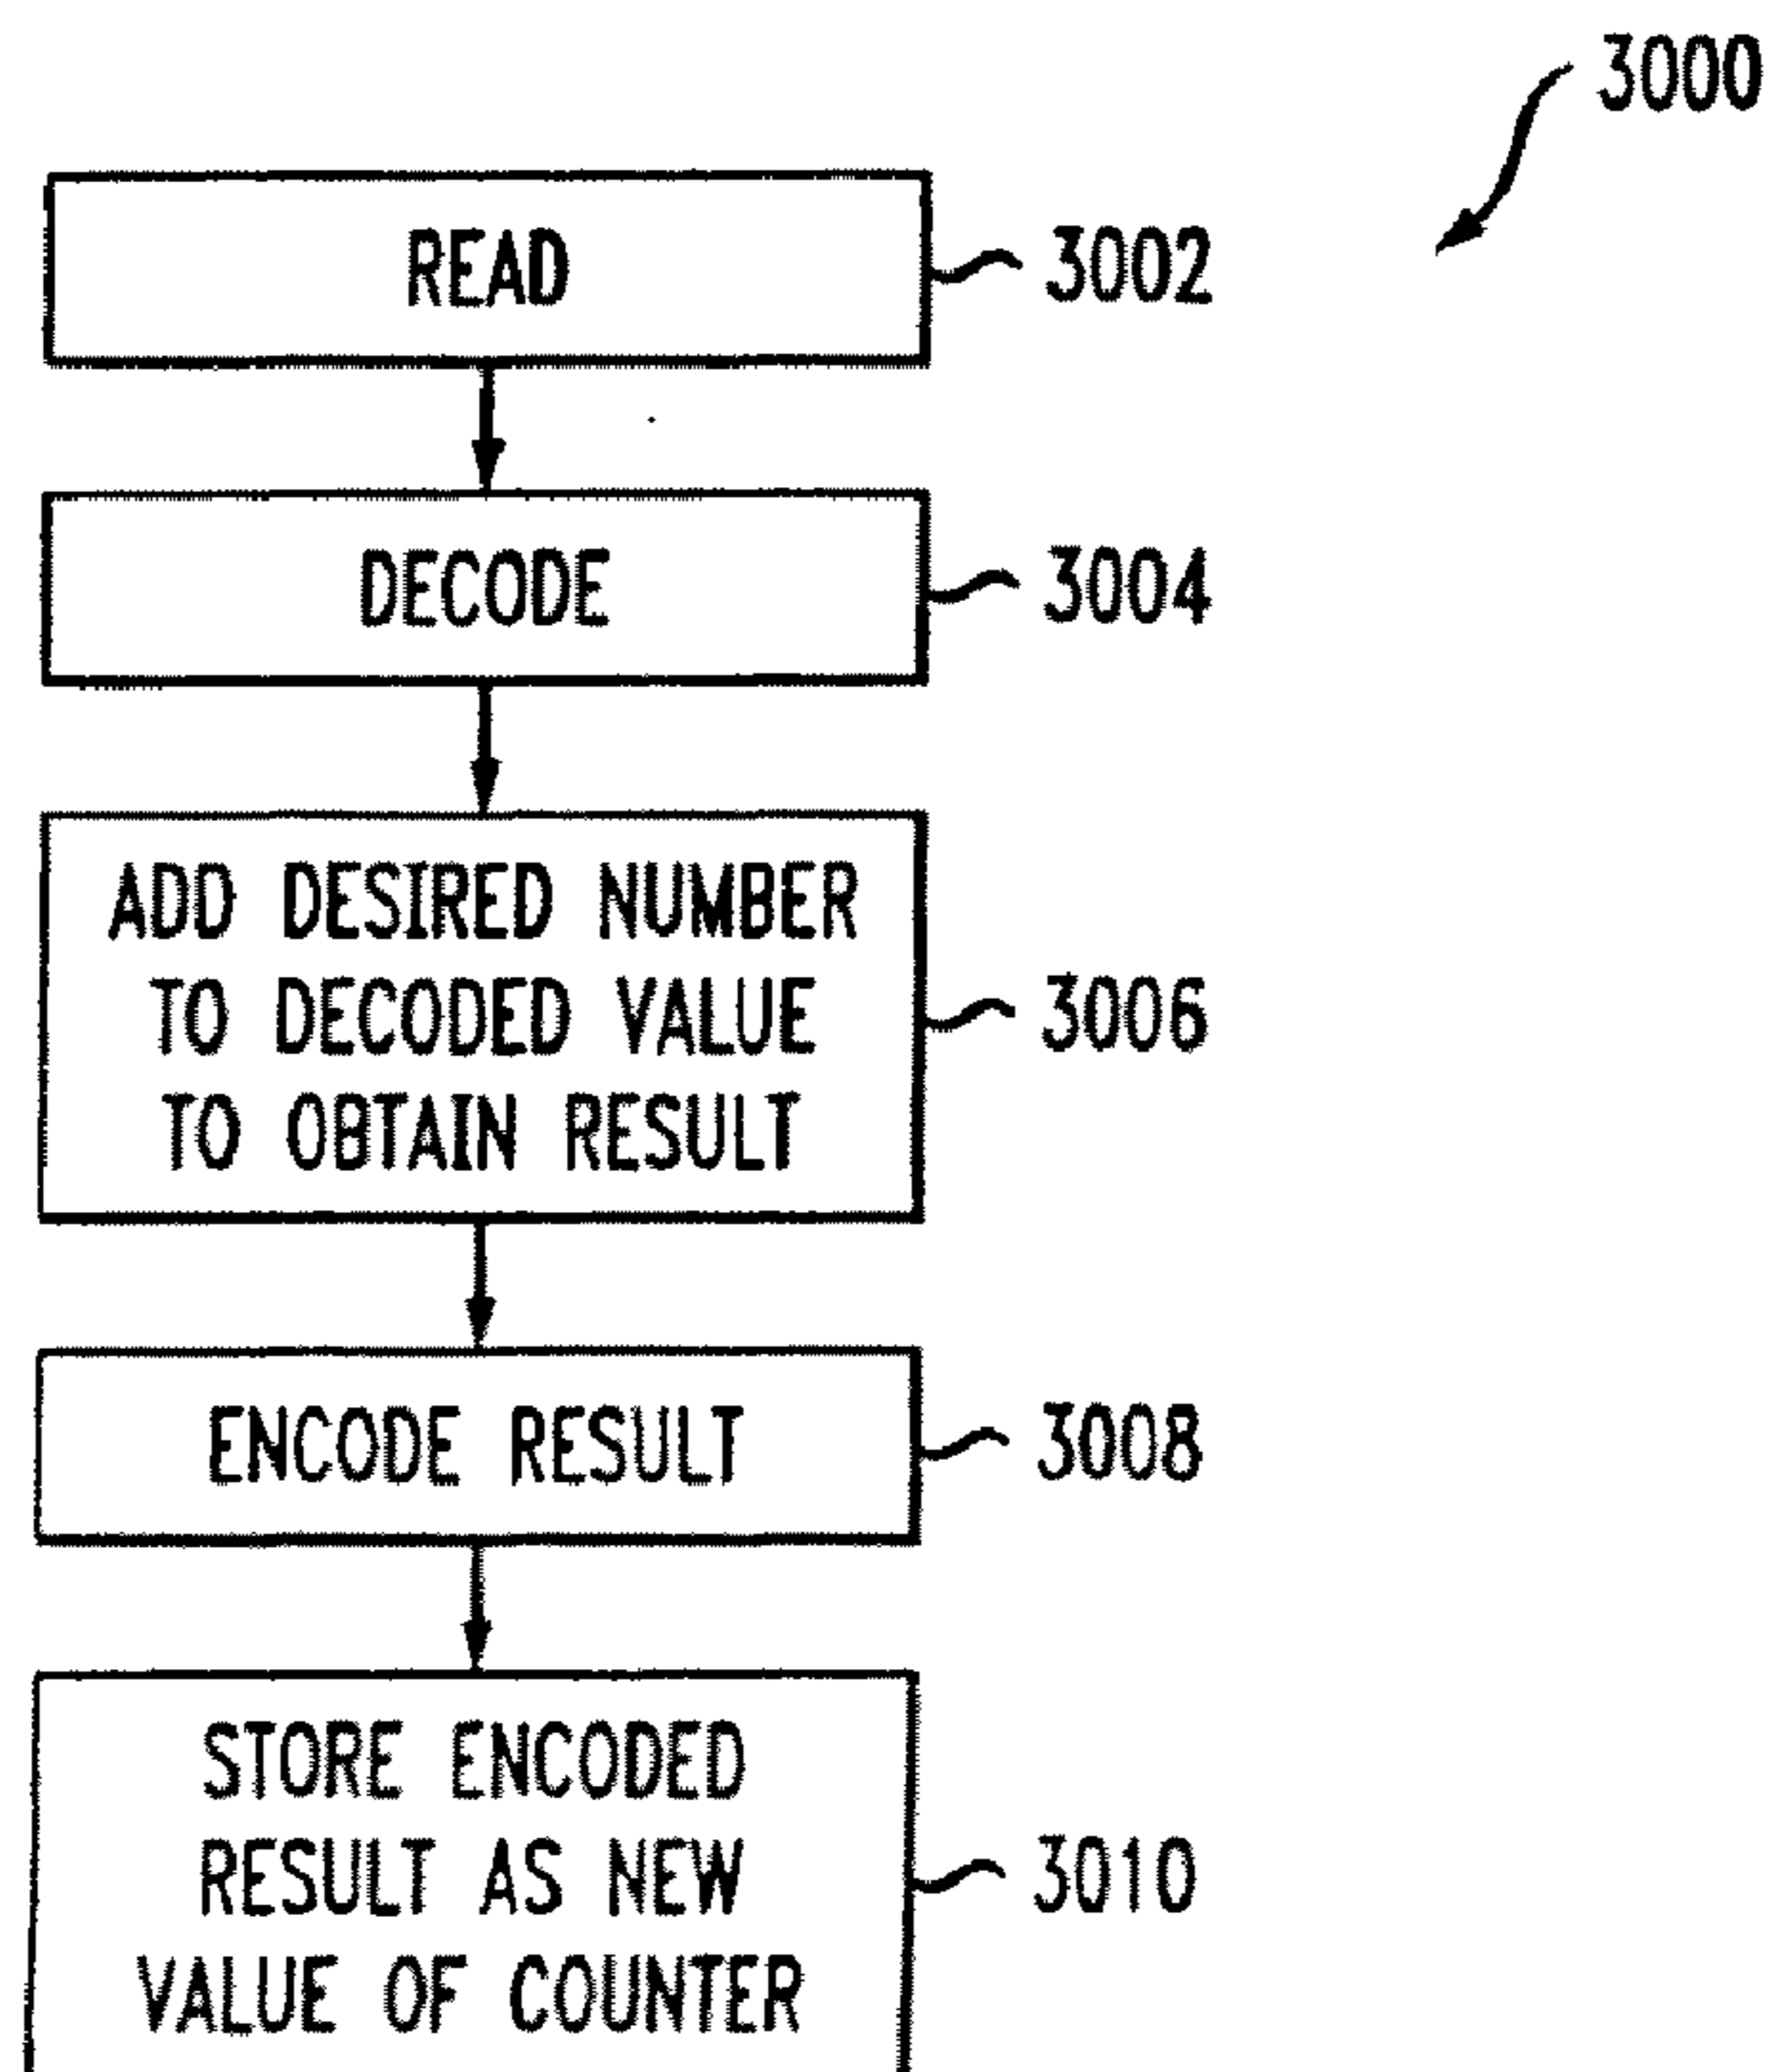 3000
READ
3002
DECODE
3004
ADD DESIRED NUMBER
TO DECODED VALUE
TO OBTAIN RESULT
3006
ENCODE RESULT
3008
STORE ENCODED
RESULT AS NEW
VALUE OF COUNTER
3010